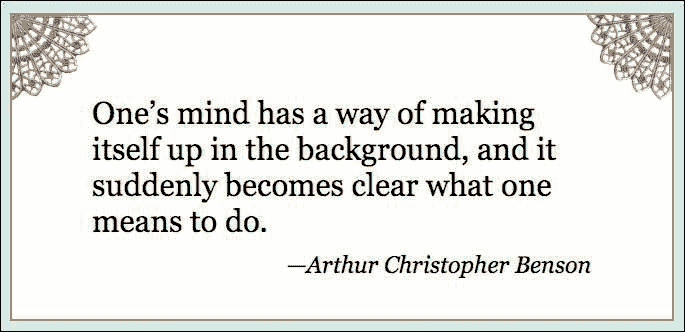 One’s mind has a way of making
itself up in the background, and it
suddenly becomes clear what one
means to do.
—Arthur Christopher Benson